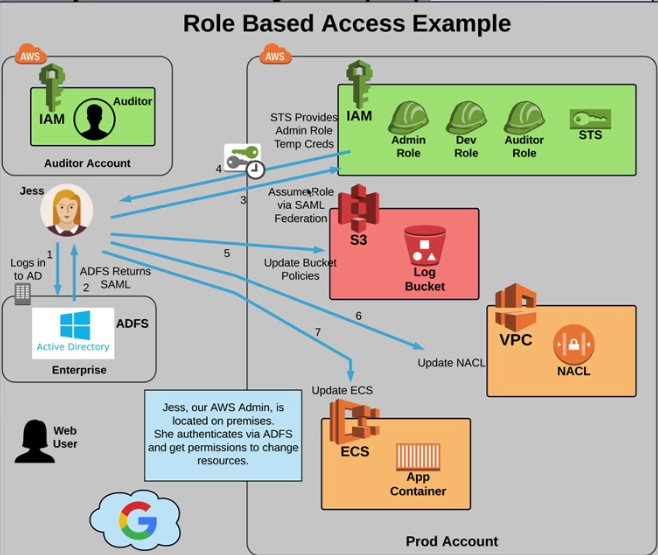 Role Based Access Example
AWS
IAM
Auditor
Auditor Account
AWS
IAM
Admin
Role
Dev
Role
Auditor
Role
STS
STS Provides
Admin Role
Temp Creds
4
3
AssumeRole
via SAML
Federation
Jess
S3
Log
Bucket
5
Update Bucket
Policies
1
Logs in
to AD
2
ADFS Returns
SAML
Active Directory
ADFS
Enterprise
6
Update NACL
VPC
NACL
7
Update ECS
ECS
App
Container
Jess, our AWS Admin, is
located on premises.
She authenticates via ADFS
and get permissions to change
resources.
Web
User
G
Prod Account